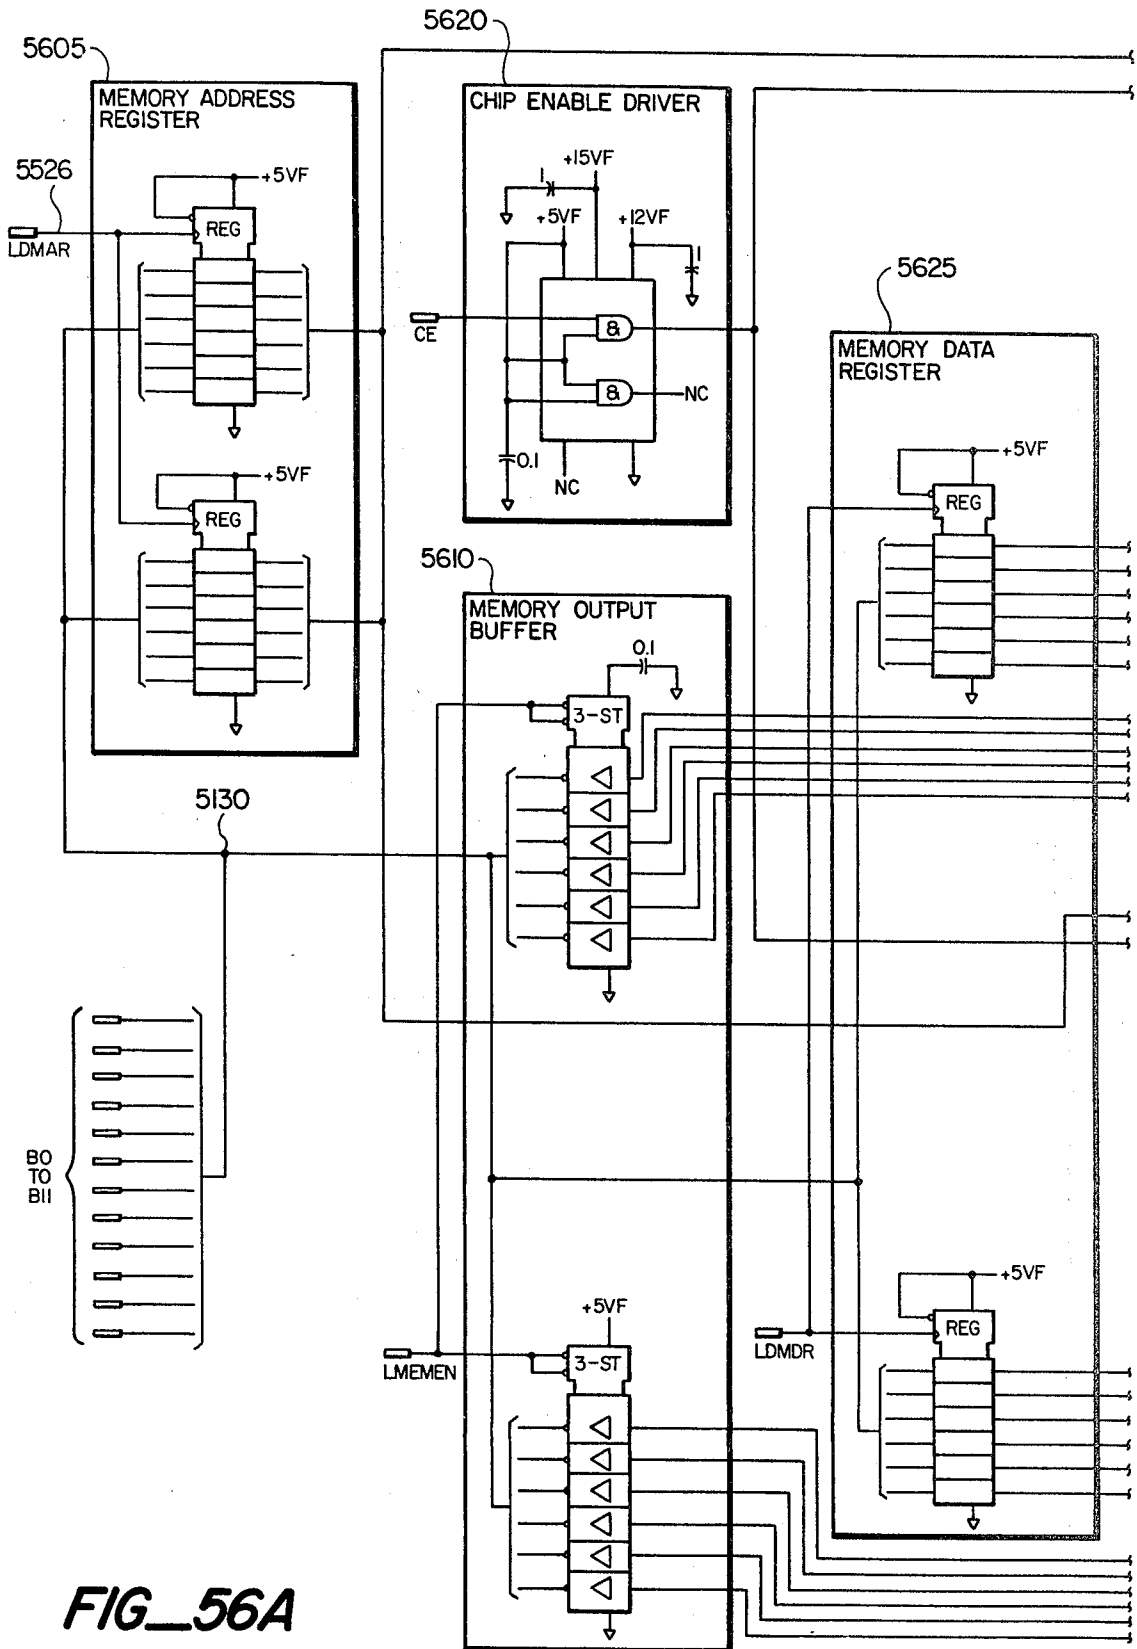 5605
MEMORY ADDRESS
REGISTER
5526
LDMAR
+5VF
REG
+5VF
REG
5620
CHIP ENABLE DRIVER
+15VF
1
+5VF
+12VF
1
CE
&
&
NC
0.1
NC
5625
MEMORY DATA
REGISTER
+5VF
REG
5610
MEMORY OUTPUT
BUFFER
0.1
3-ST
5130
B0
TO
B11
LMEMEN
+5VF
3-ST
LDMDR
+5VF
REG
FIG_56A